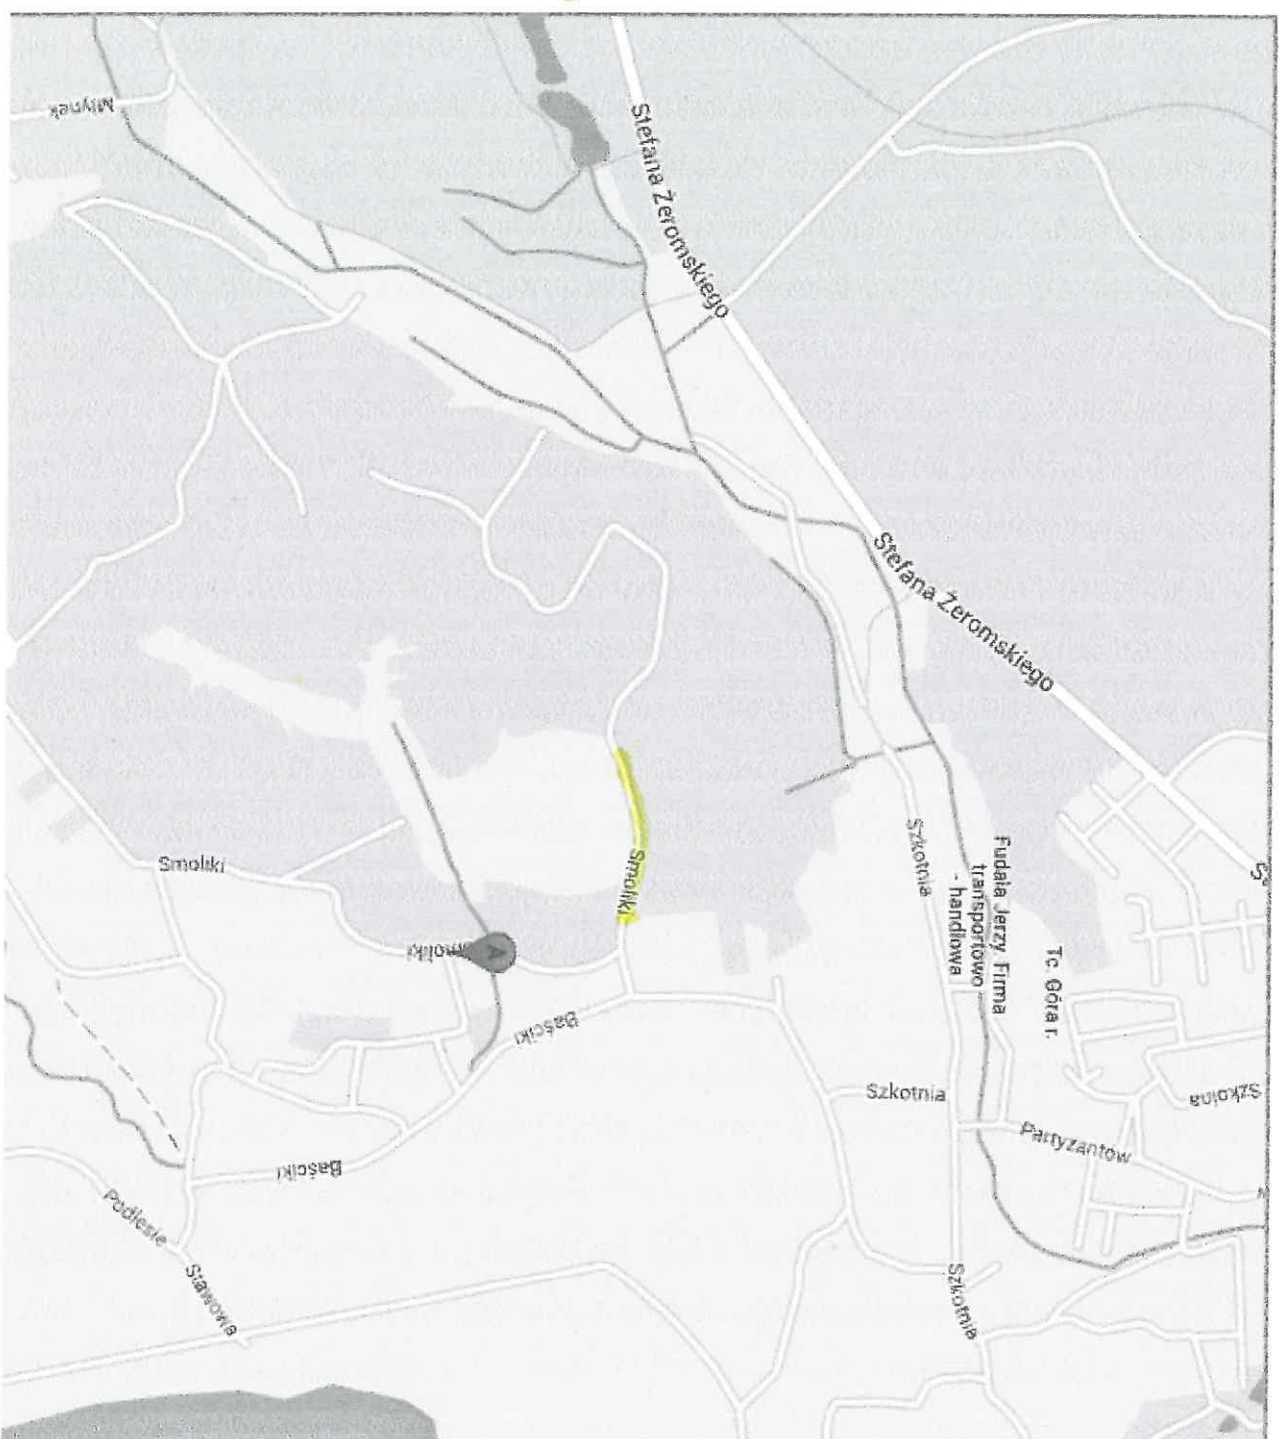 Młynek
Stefana Żeromskiego
Stefana Żeromskiego
Smoliki
Szkotnia
Fudala Jerzy. Firma
transportowo
- handlowa
Smoliki
Smoliki
A
Tc. Góra r.
Baściki
Szkotnia
Szkolna
Partyzantów
Baściki
Podlesie
Stawowa
Szkotnia